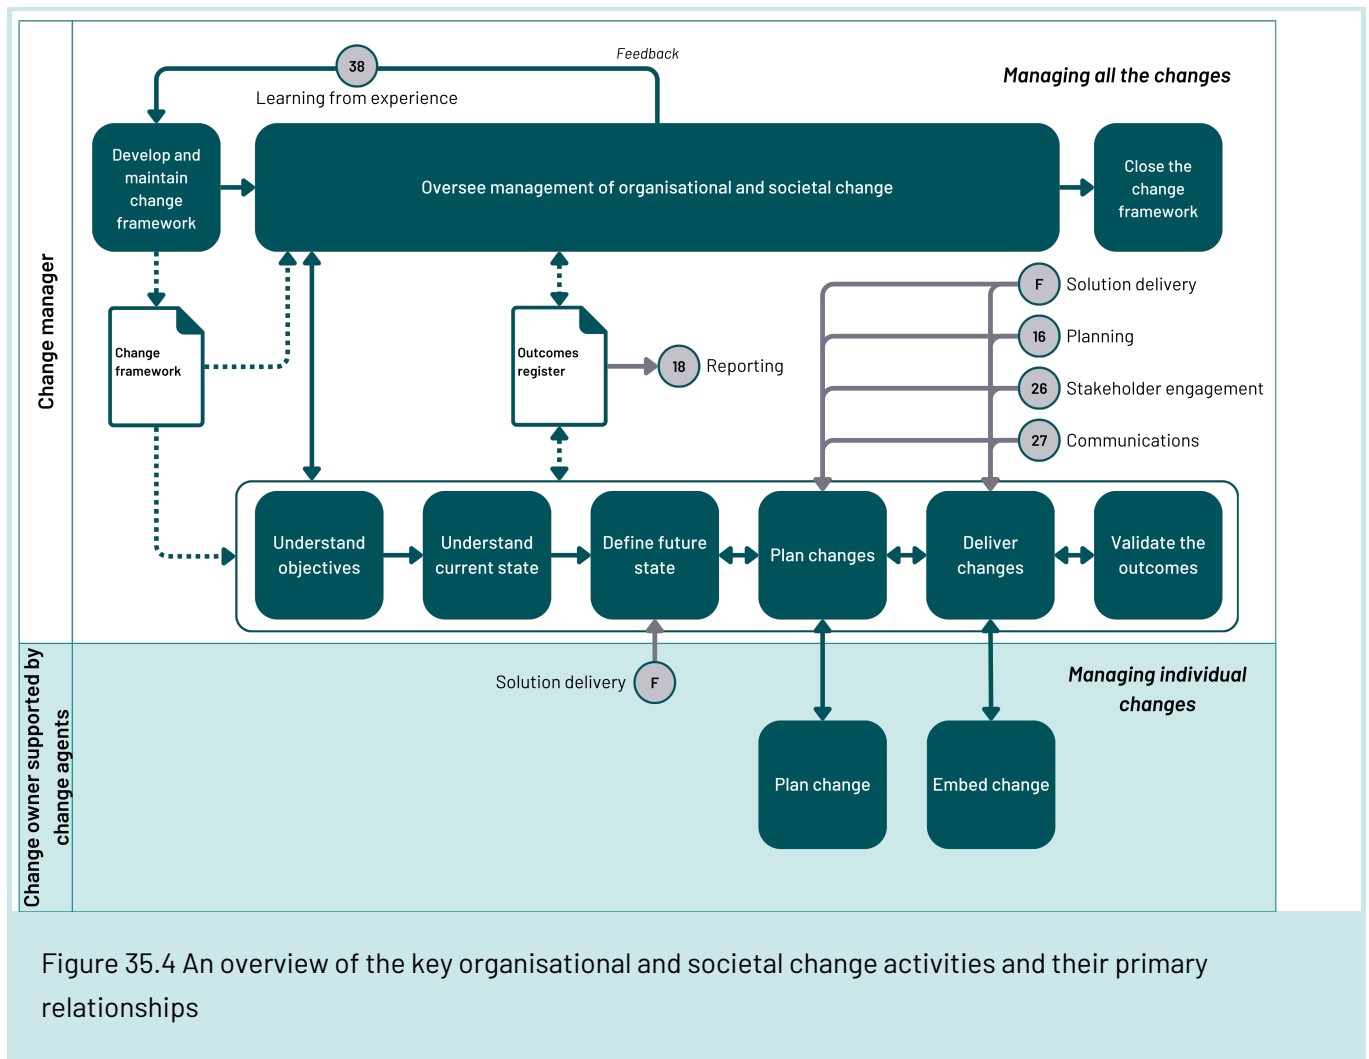 Feedback
38
Learning from experience
Managing all the changes
Develop and
maintain
change
framework
Oversee management of organisational and societal change
Close the
change
framework
Change manager
Change
framework
Outcomes
register
18
Reporting
F
Solution delivery
16
Planning
26
Stakeholder engagement
27
Communications
Understand
objectives
Understand
current state
Define future
state
Plan changes
Deliver
changes
Validate the
outcomes
Change owner supported by
change agents
Solution delivery
F
Managing individual
changes
Plan change
Embed change
Figure 35.4 An overview of the key organisational and societal change activities and their primary
relationships